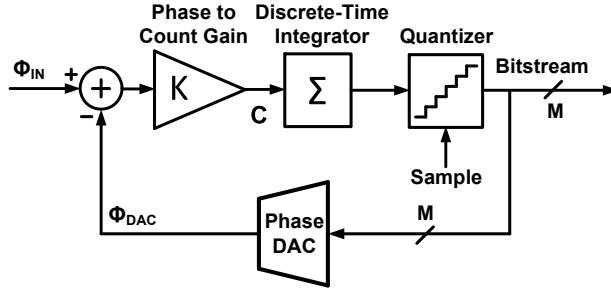 Phase to
Count Gain
Discrete-Time
Integrator
Quantizer
Φ_IN
+
+
−
K
C
Σ
Bitstream
M
Sample
Φ_DAC
Phase
DAC
M